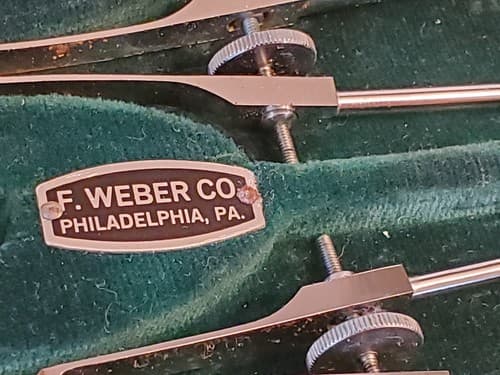 F. WEBER CO.
PHILADELPHIA, PA.